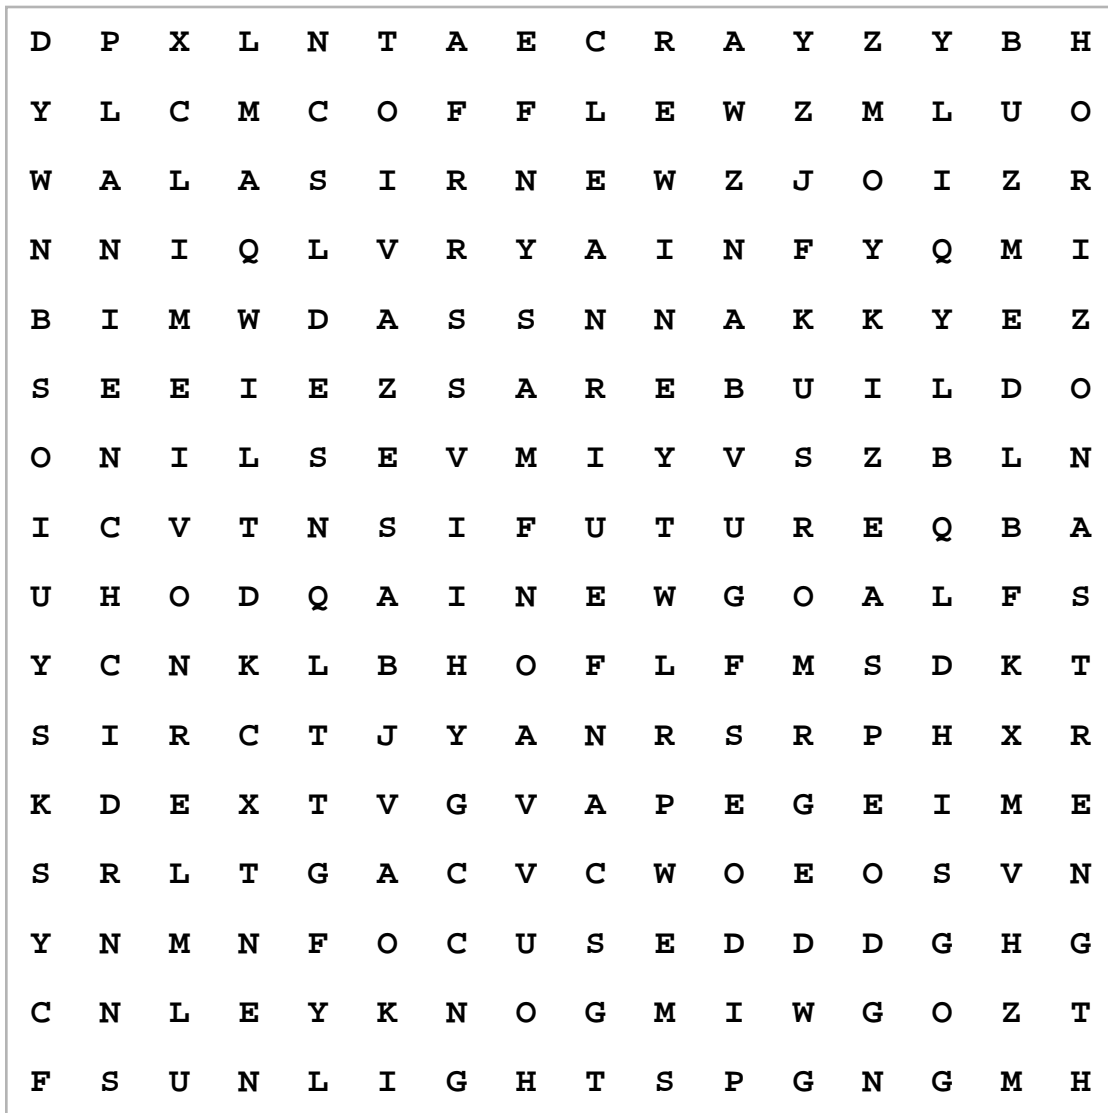 D P X L N T A E C R A Y Z Y B H
Y L C M C O F F L E W Z M L U O
W A L A S I R N E W Z J O I Z R
N N I Q L V R Y A I N F Y Q M I
B I M W D A S S N N A K K Y E Z
S E E I E Z S A R E B U I L D O
O N I L S E V M I Y V S Z B L N
I C V T N S I F U T U R E Q B A
U H O D Q A I N E W G O A L F S
Y C N K L B H O F L F M S D K T
S I R C T J Y A N R S R P H X R
K D E X T V G V A P E G E I M E
S R L T G A C V C W O E O S V N
Y N M N F O C U S E D D D G H G
C N L E Y K N O G M I W G O Z T
F S U N L I G H T S P G N G M H